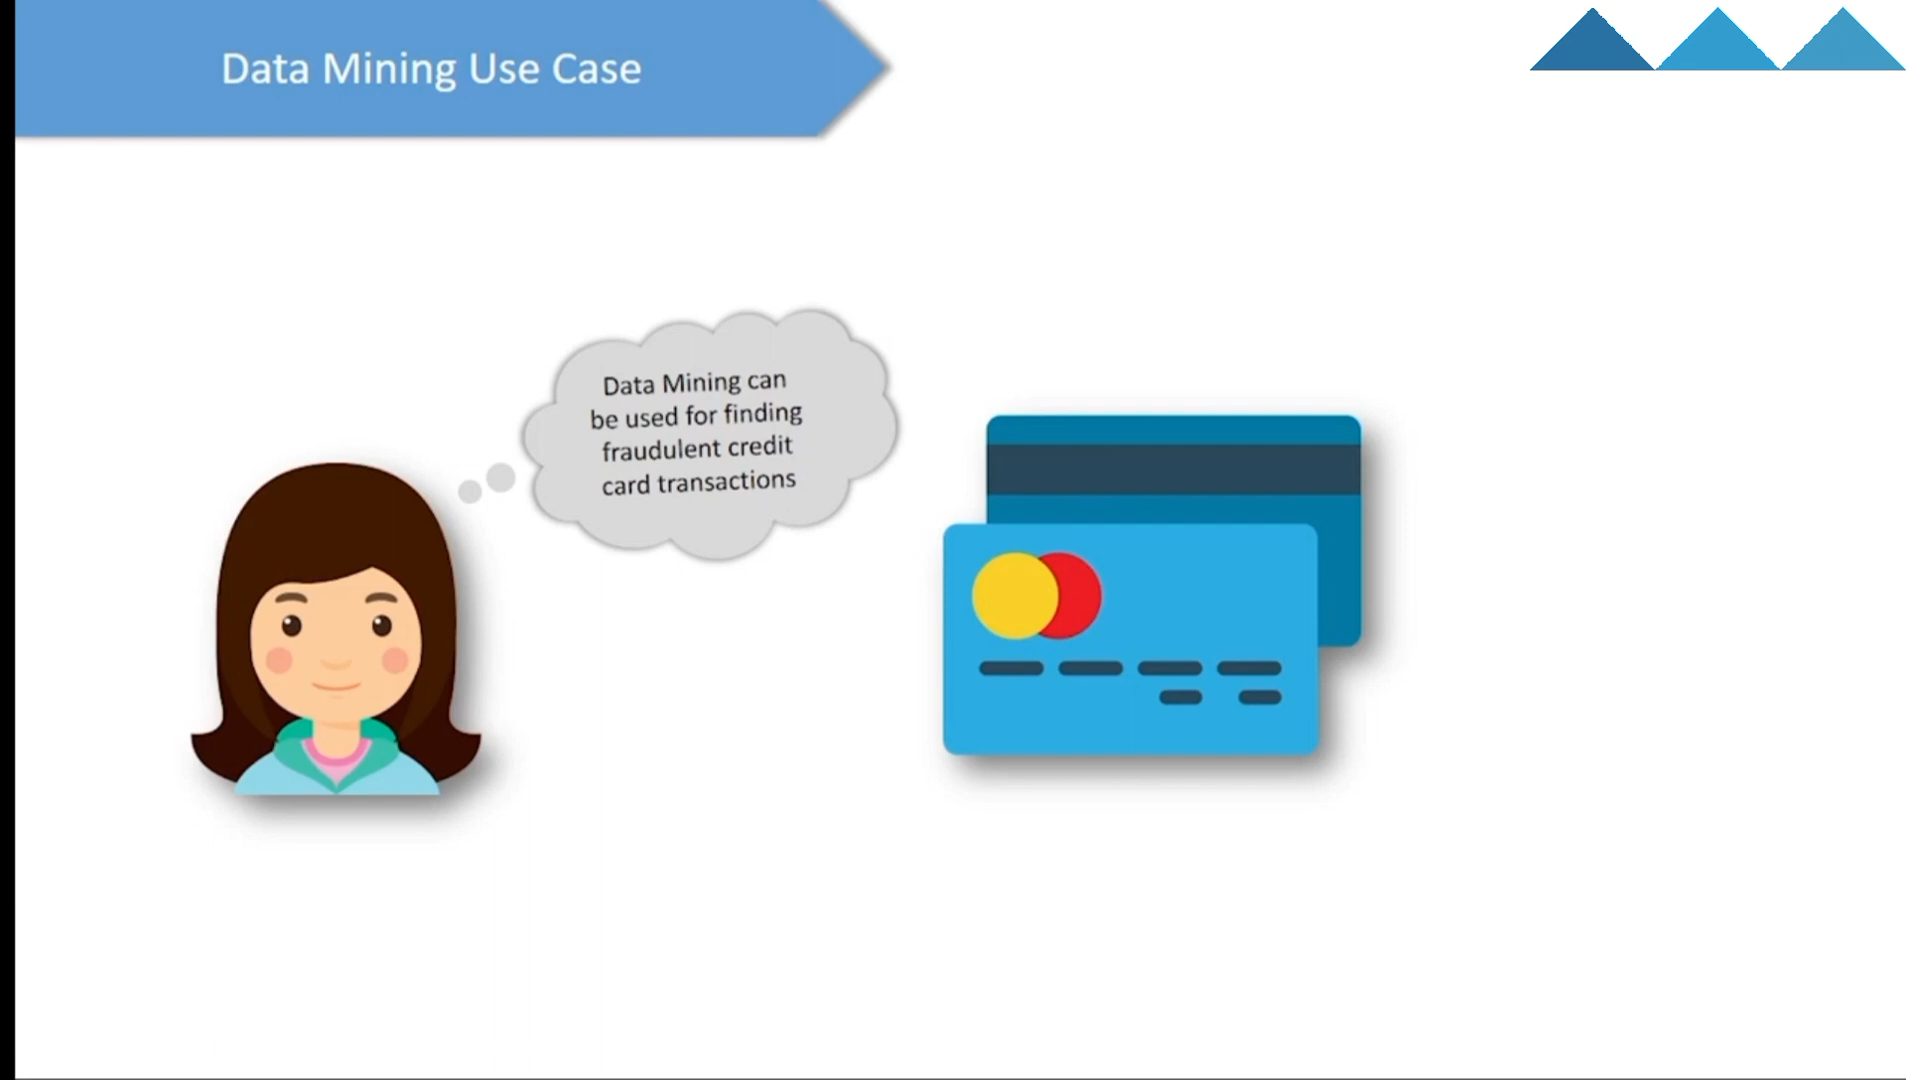 Data Mining Use Case
Data Mining can
be used for finding
fraudulent credit
card transactions